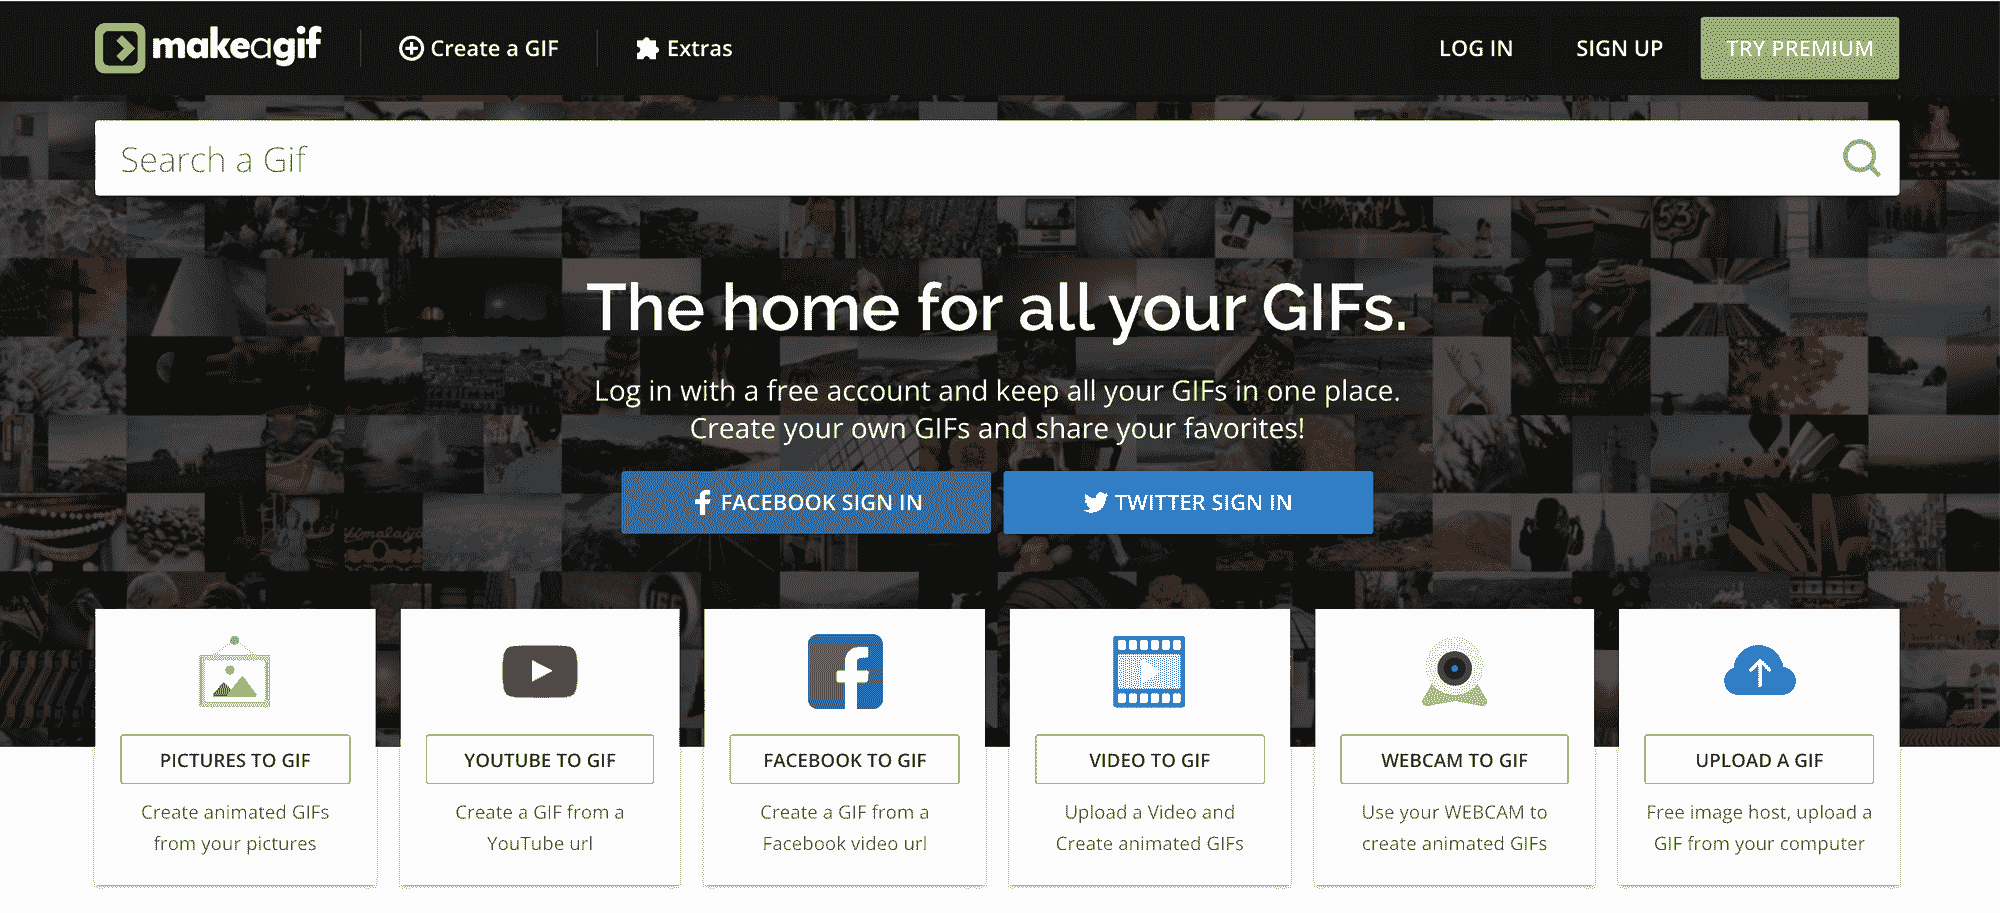 makeagif
Create a GIF
Extras
LOG IN
SIGN UP
TRY PREMIUM
Search a Gif
53
The home for all your GIFs.
Log in with a free account and keep all your GIFs in one place.
Create your own GIFs and share your favorites!
FACEBOOK SIGN IN
TWITTER SIGN IN
Himalaya
PICTURES TO GIF
Create animated GIFs
from your pictures
YOUTUBE TO GIF
Create a GIF from a
YouTube url
FACEBOOK TO GIF
Create a GIF from a
Facebook video url
VIDEO TO GIF
Upload a Video and
Create animated GIFs
WEBCAM TO GIF
Use your WEBCAM to
create animated GIFs
UPLOAD A GIF
Free image host, upload a
GIF from your computer